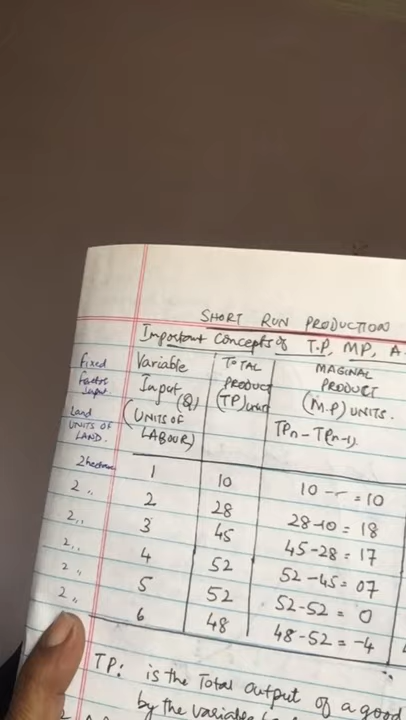 SHORT RUN PRODUCTION
Important Concepts of T.P, MP, A.
Fixed Factor Input Variable Input (Q) TOTAL PRODUCT (TP) units MAGINAL PRODUCT (M.P) UNITS.
Land UNITS OF LAND. (UNITS OF LABOUR) TPn - TPn-1
2 hectares 1 10 10 -- = 10
2 ,, 2 28 28-10 = 18
2 ,, 3 45 45-28 = 17
2 ,, 4 52 52-45 = 07
2 ,, 5 52 52-52 = 0
2 ,, 6 48 48-52 = -4
TP: is the Total output of a good
by the variable